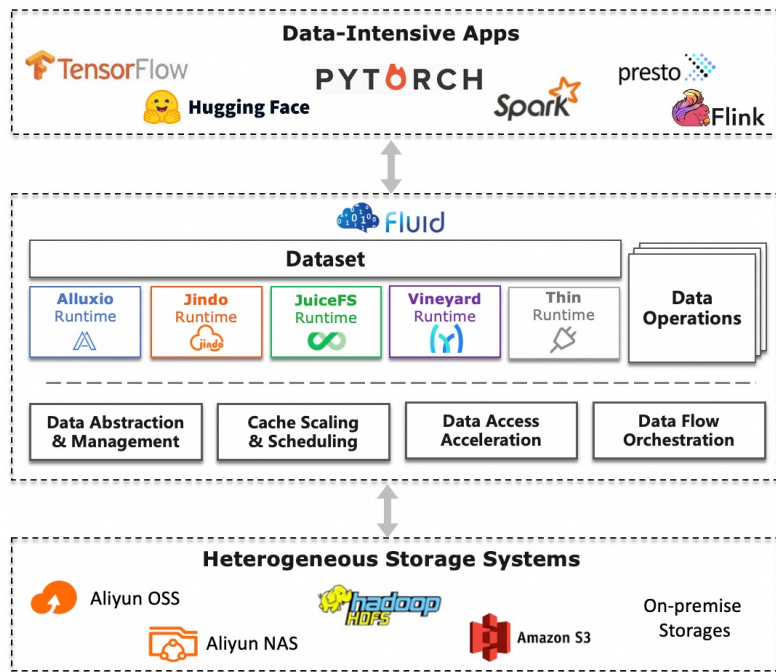 Data-Intensive Apps
TensorFlow
PYTORCH
presto
Hugging Face
Spark
Flink
Fluid
Dataset
Alluxio
Runtime
Jindo
Runtime
jindo
JuiceFS
Runtime
Vineyard
Runtime
Thin
Runtime
Data
Operations
Data Abstraction
& Management
Cache Scaling
& Scheduling
Data Access
Acceleration
Data Flow
Orchestration
Heterogeneous Storage Systems
Aliyun OSS
hadoop
HDFS
On-premise
Storages
Aliyun NAS
Amazon S3